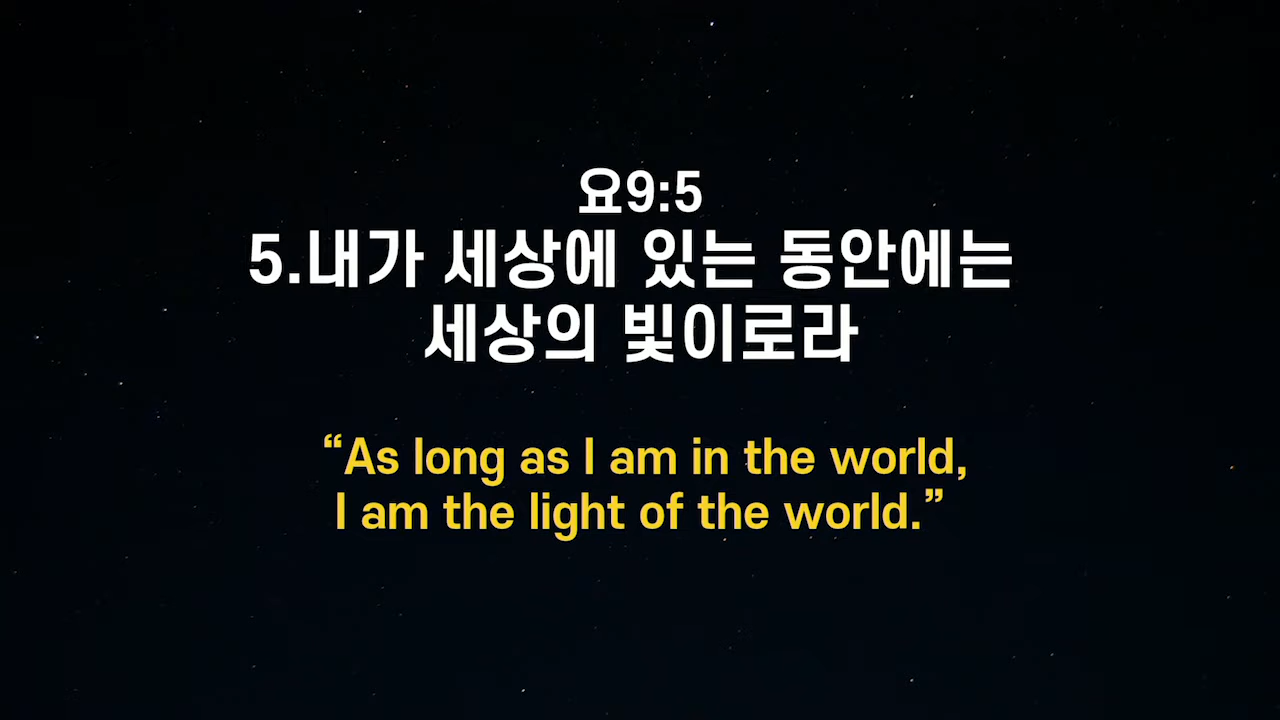 요9:5
5.내가 세상에 있는 동안에는
세상의 빛이로라
“As long as I am in the world,
I am the light of the world.”